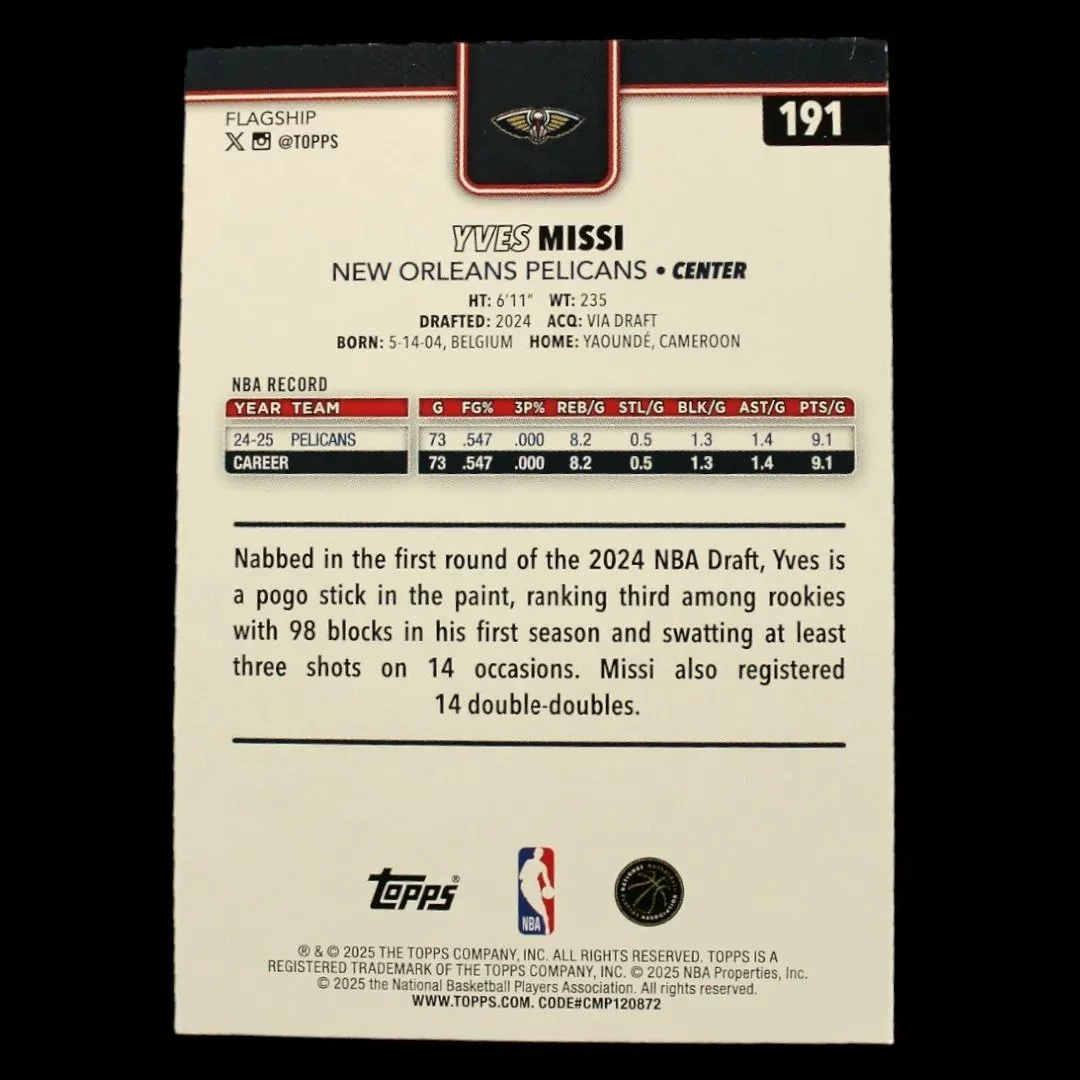 FLAGSHIP
191
X @TOPPS
YVES MISSI
NEW ORLEANS PELICANS • CENTER
HT: 6'11" WT: 235
DRAFTED: 2024 ACQ: VIA DRAFT
BORN: 5-14-04, BELGIUM HOME: YAOUNDÉ, CAMEROON
NBA RECORD
YEAR TEAM G FG% 3P% REB/G STL/G BLK/G AST/G PTS/G
24-25 PELICANS 73 .547 .000 8.2 0.5 1.3 1.4 9.1
CAREER 73 .547 .000 8.2 0.5 1.3 1.4 9.1
Nabbed in the first round of the 2024 NBA Draft, Yves is
a pogo stick in the paint, ranking third among rookies
with 98 blocks in his first season and swatting at least
three shots on 14 occasions. Missi also registered
14 double-doubles.
Topps®
NBA
NATIONAL BASKETBALL PLAYERS ASSOCIATION
® & © 2025 THE TOPPS COMPANY, INC. ALL RIGHTS RESERVED. TOPPS IS A
REGISTERED TRADEMARK OF THE TOPPS COMPANY, INC. © 2025 NBA Properties, Inc.
© 2025 the National Basketball Players Association. All rights reserved.
WWW.TOPPS.COM. CODE#CMP120872